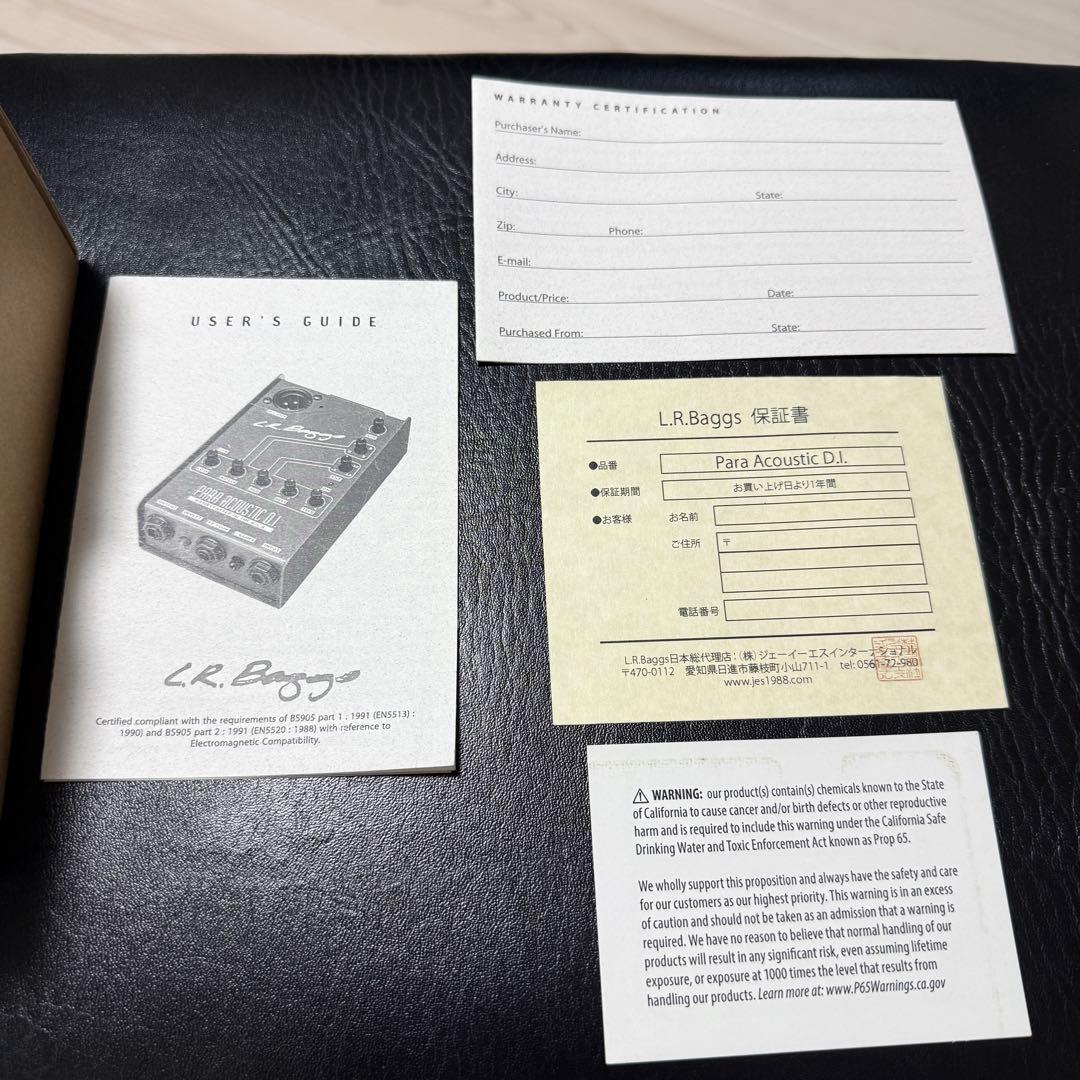 WARRANTY CERTIFICATION
Purchaser's Name:
Address:
City: State:
Zip: Phone:
E-mail:
Product/Price: Date:
Purchased From: State:
USER'S GUIDE
L.R. Baggs
PARA ACOUSTIC D.I.
L.R. Baggs
Certified compliant with the requirements of B5905 part 1 : 1991 (EN5513) :
1990) and B5905 part 2 : 1991 (EN5520 : 1988) with reference to
Electromagnetic Compatibility.
L.R.Baggs 保証書
●品番 Para Acoustic D.I.
●保証期間 お買い上げ日より1年間
●お客様 お名前
ご住所 〒
電話番号
L.R.Baggs日本総代理店:(株)ジェーイーエスインターナショナル
〒470-0112 愛知県日進市藤枝町小山711-1 tel: 0561-72-980
www.jes1988.com
⚠ WARNING: our product(s) contain(s) chemicals known to the State
of California to cause cancer and/or birth defects or other reproductive
harm and is required to include this warning under the California Safe
Drinking Water and Toxic Enforcement Act known as Prop 65.
We wholly support this proposition and always have the safety and care
for our customers as our highest priority. This warning is in an excess
of caution and should not be taken as an admission that a warning is
required. We have no reason to believe that normal handling of our
products will result in any significant risk, even assuming lifetime
exposure, or exposure at 1000 times the level that results from
handling our products. Learn more at: www.P65Warnings.ca.gov